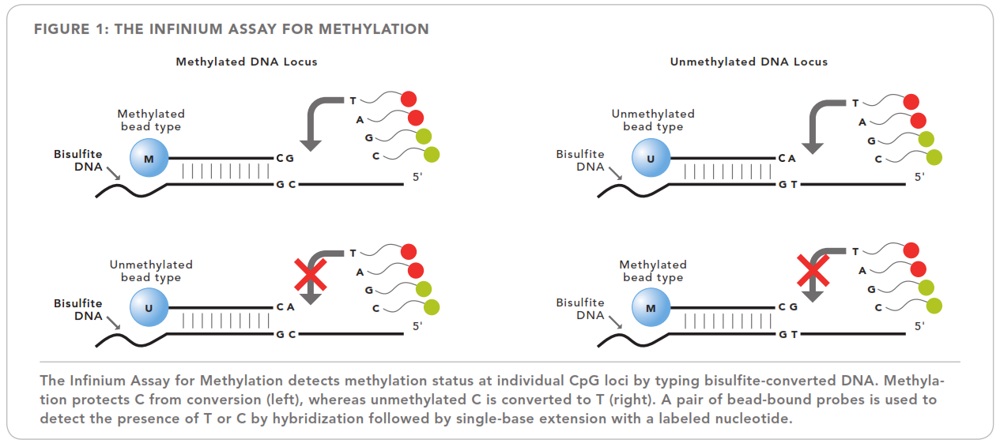 FIGURE 1: THE INFINIUM ASSAY FOR METHYLATION
Methylated DNA Locus
Methylated
bead type
Bisulfite
DNA
M
C G
G C
T
A
G
C
5'
Unmethylated
bead type
Bisulfite
DNA
U
C A
G C
T
A
G
C
5'
Unmethylated DNA Locus
Unmethylated
bead type
Bisulfite
DNA
U
C A
G T
T
A
G
C
5'
Methylated
bead type
Bisulfite
DNA
M
C G
G T
T
A
G
C
5'
The Infinium Assay for Methylation detects methylation status at individual CpG loci by typing bisulfite-converted DNA. Methyla-
tion protects C from conversion (left), whereas unmethylated C is converted to T (right). A pair of bead-bound probes is used to
detect the presence of T or C by hybridization followed by single-base extension with a labeled nucleotide.